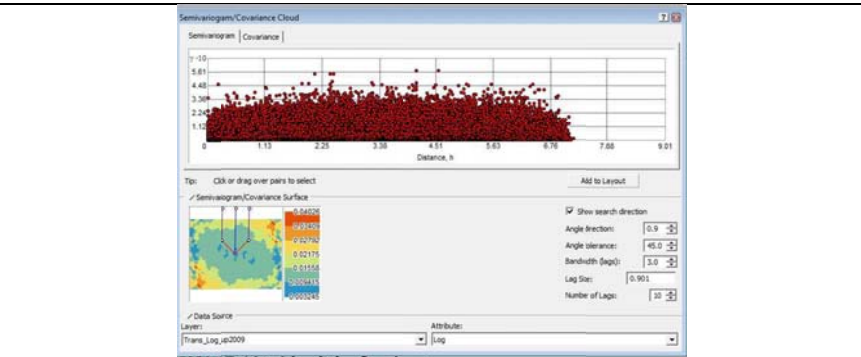 Semivariogram/Covariance Cloud
Semivariogram Covariance
γ·10
5.61
4.48
3.36
2.24
1.12
0 1.13 2.25 3.38 4.51 5.63 6.76 7.88 9.01
Distance, h
Tip: Click or drag over pairs to select
Add to Layout
Semivariogram/Covariance Surface
0.04026
0.03409
0.02792
0.02175
0.01558
0.009415
0.003245
Show search direction
Angle direction: 0.9
Angle tolerance: 45.0
Bandwidth (lags): 3.0
Lag Size: 0.901
Number of Lags: 10
Data Source
Layer: Attribute:
Trans_Log_up2009 Log